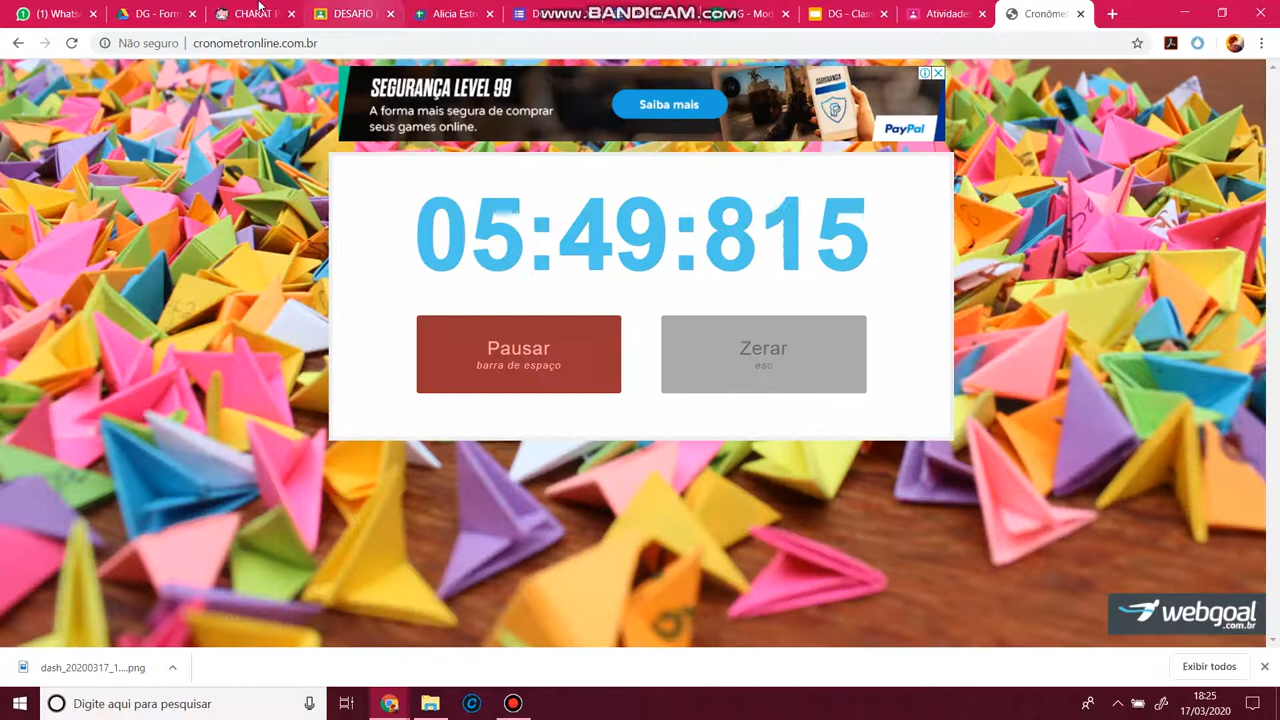 Whats
DG - Form
CHARAT
DESAFIO
Alicia Estr
www.BANDICAM.com
DG - Mod
DG - Clas
Atividades
Cronômet
Não seguro
cronometronline.com.br
SEGURANÇA LEVEL 99
A forma mais segura de comprar
seus games online.
Saiba mais
PayPal
05:49:815
Pausar
barra de espaço
Zerar
esc
webgoal
.com.br
dash_20200317_1....png
Exibir todos
Digite aqui para pesquisar
18:25
17/03/2020